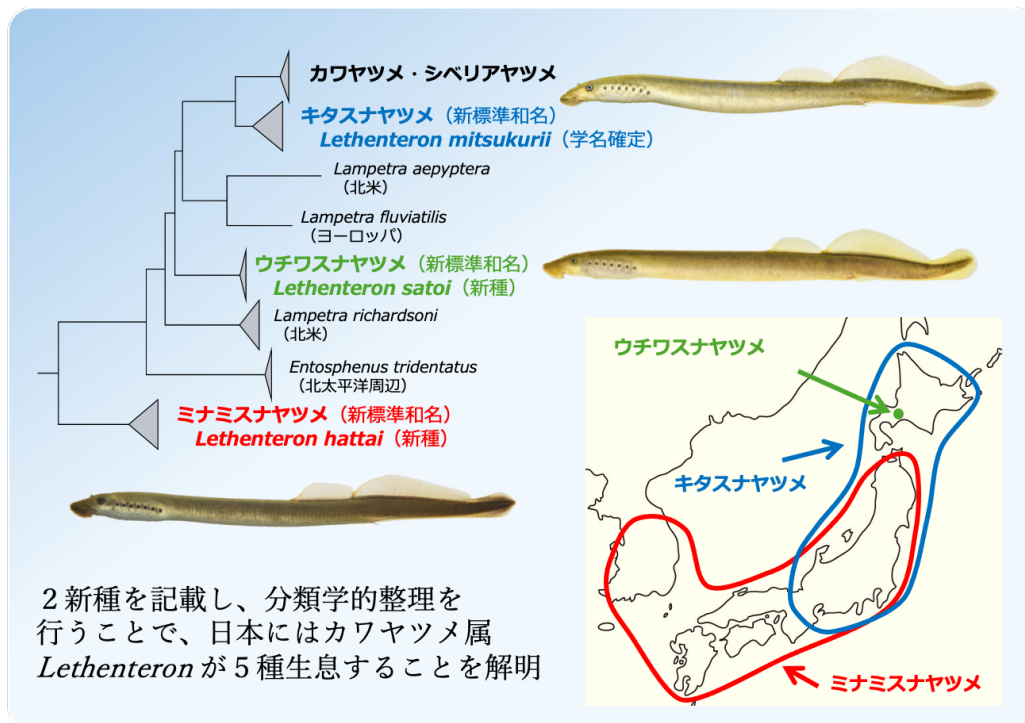 カワヤツメ・シベリアヤツメ
キタスナヤツメ（新標準和名）
Lethenteron mitsukurii（学名確定）
Lampetra aepyptera
（北米）
Lampetra fluviatilis
（ヨーロッパ）
ウチワスナヤツメ（新標準和名）
Lethenteron satoi（新種）
Lampetra richardsoni
（北米）
Entosphenus tridentatus
（北太平洋周辺）
ミナミスナヤツメ（新標準和名）
Lethenteron hattai（新種）
ウチワスナヤツメ
キタスナヤツメ
ミナミスナヤツメ
２新種を記載し、分類学的整理を
行うことで、日本にはカワヤツメ属
Lethenteronが５種生息することを解明